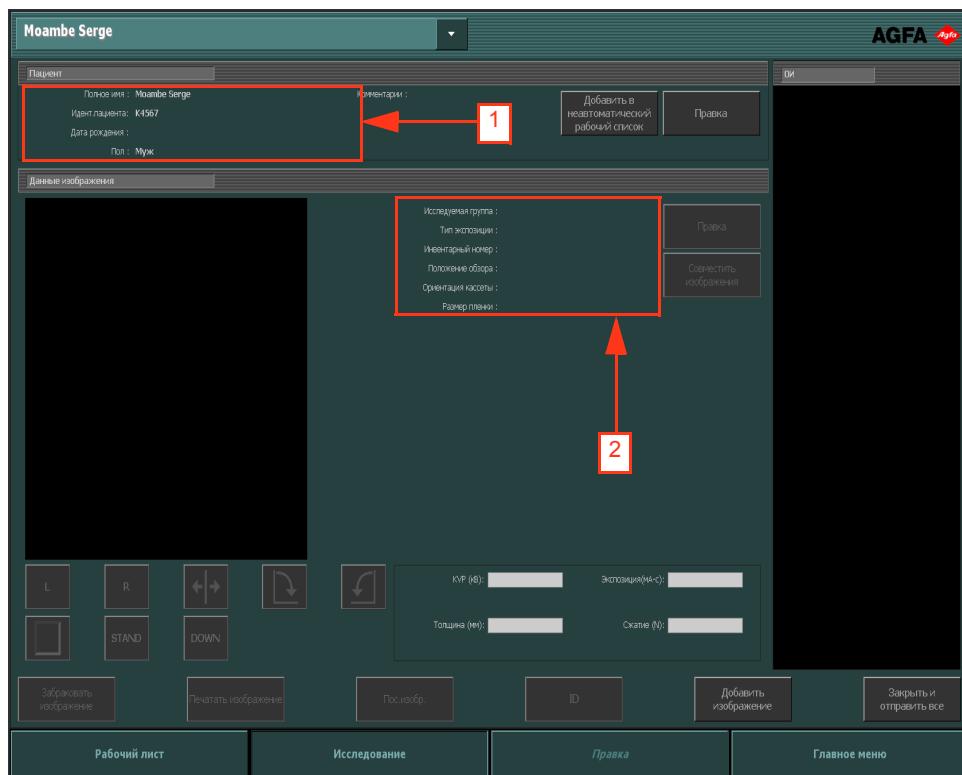 Moambe Serge
AGFA
Agfa
Пациент
ОИ
Полное имя : Moambe Serge
Комментарии :
Идент.пациента: K4567
Дата рождения :
Пол : Муж
1
Добавить в
неавтоматический
рабочий список
Правка
Данные изображения
Исследуемая группа :
Тип экспозиции :
Инвентарный номер :
Положение обзора :
Ориентация кассеты :
Размер пленки :
Правка
Совместить
изображения
2
L
R
STAND
DOWN
KVP (кВ):
Экспозиция(мА·с):
Толщина (мм):
Сжатие (N):
Забраковать
изображение
Печатать изображение
Пос.изобр.
ID
Добавить
изображение
Закрыть и
отправить все
Рабочий лист
Исследование
Правка
Главное меню